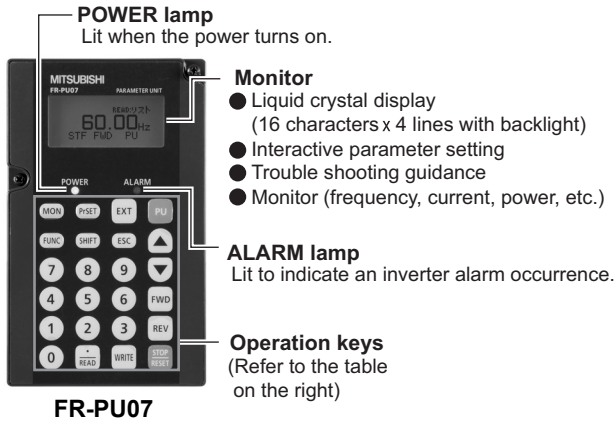 POWER lamp
Lit when the power turns on.
MITSUBISHI
FR-PU07 PARAMETER UNIT
READ:リスト
60.00Hz
STF FWD PU
POWER ALARM
MON PrSET EXT PU
FUNC SHIFT ESC
7 8 9
4 5 6 FWD
1 2 3 REV
0 • READ WRITE STOP RESET
FR-PU07
Monitor
● Liquid crystal display
(16 characters x 4 lines with backlight)
● Interactive parameter setting
● Trouble shooting guidance
● Monitor (frequency, current, power, etc.)
ALARM lamp
Lit to indicate an inverter alarm occurrence.
Operation keys
(Refer to the table
on the right)